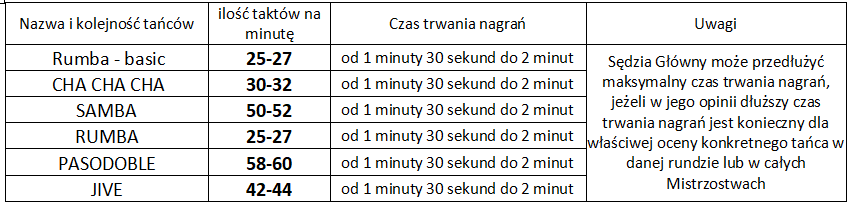 Nazwa i kolejność tańców
ilość taktów na
minutę
Czas trwania nagrań
Uwagi
Rumba - basic
25-27
od 1 minuty 30 sekund do 2 minut
CHA CHA CHA
30-32
od 1 minuty 30 sekund do 2 minut
SAMBA
50-52
od 1 minuty 30 sekund do 2 minut
RUMBA
25-27
od 1 minuty 30 sekund do 2 minut
PASODOBLE
58-60
od 1 minuty 30 sekund do 2 minut
JIVE
42-44
od 1 minuty 30 sekund do 2 minut
Sędzia Główny może przedłużyć
maksymalny czas trwania nagrań,
jeżeli w jego opinii dłuższy czas
trwania nagrań jest konieczny dla
właściwej oceny konkretnego tańca w
danej rundzie lub w całych
Mistrzostwach